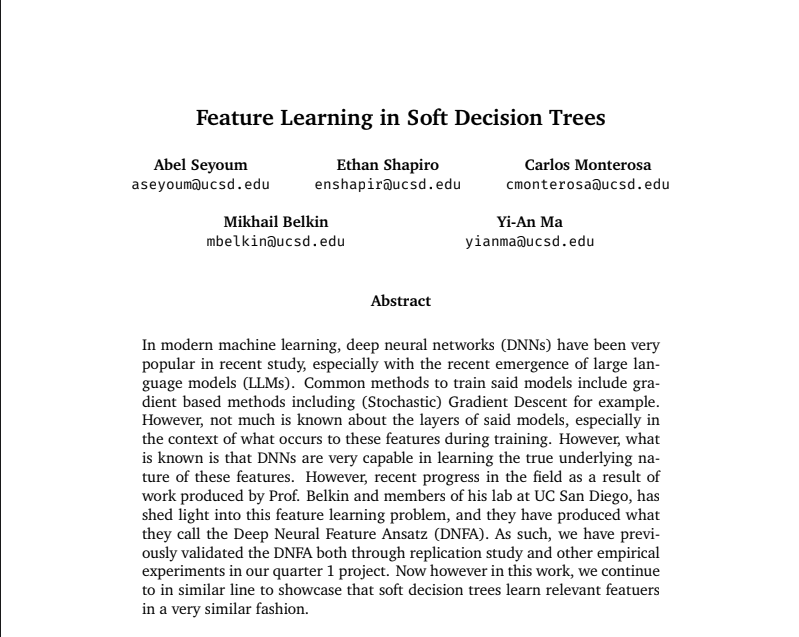 Feature Learning in Soft Decision Trees
Abel Seyoum Ethan Shapiro Carlos Monterosa
aseyoum@ucsd.edu enshapir@ucsd.edu cmonterosa@ucsd.edu
Mikhail Belkin Yi-An Ma
mbelkin@ucsd.edu yianma@ucsd.edu
Abstract
In modern machine learning, deep neural networks (DNNs) have been very
popular in recent study, especially with the recent emergence of large lan-
guage models (LLMs). Common methods to train said models include gra-
dient based methods including (Stochastic) Gradient Descent for example.
However, not much is known about the layers of said models, especially in
the context of what occurs to these features during training. However, what
is known is that DNNs are very capable in learning the true underlying na-
ture of these features. However, recent progress in the field as a result of
work produced by Prof. Belkin and members of his lab at UC San Diego, has
shed light into this feature learning problem, and they have produced what
they call the Deep Neural Feature Ansatz (DNFA). As such, we have previ-
ously validated the DNFA both through replication study and other empirical
experiments in our quarter 1 project. Now however in this work, we continue
to in similar line to showcase that soft decision trees learn relevant featuers
in a very similar fashion.